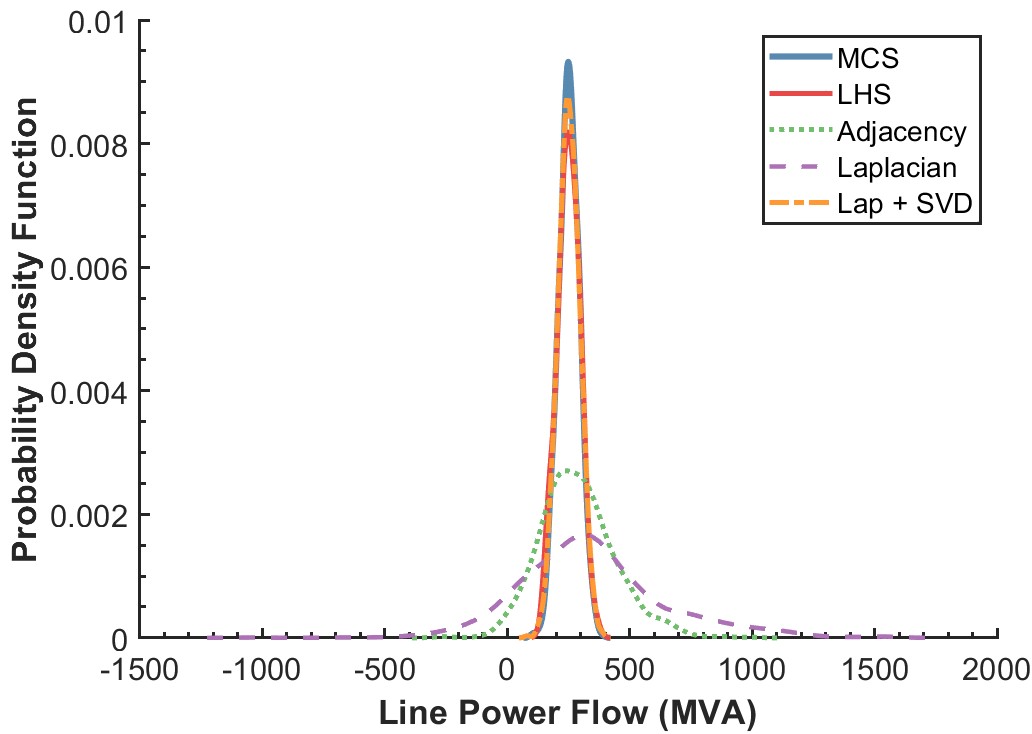 0.01
0.008
0.006
0.004
0.002
0
Probability Density Function
-1500 -1000 -500 0 500 1000 1500 2000
Line Power Flow (MVA)
MCS
LHS
Adjacency
Laplacian
Lap + SVD